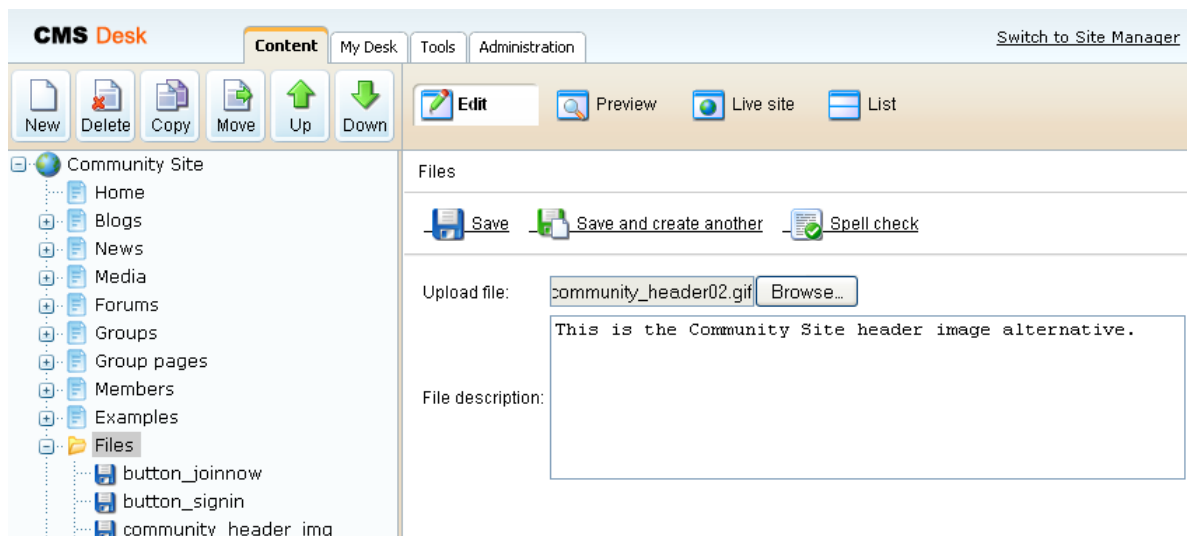 CMS Desk
Content My Desk Tools Administration
Switch to Site Manager
New Delete Copy Move Up Down
Edit Preview Live site List
Community Site
Home
Blogs
News
Media
Forums
Groups
Group pages
Members
Examples
Files
button_joinnow
button_signin
community_header_img
Files
Save Save and create another Spell check
Upload file: community_header02.gif Browse...
This is the Community Site header image alternative.
File description: